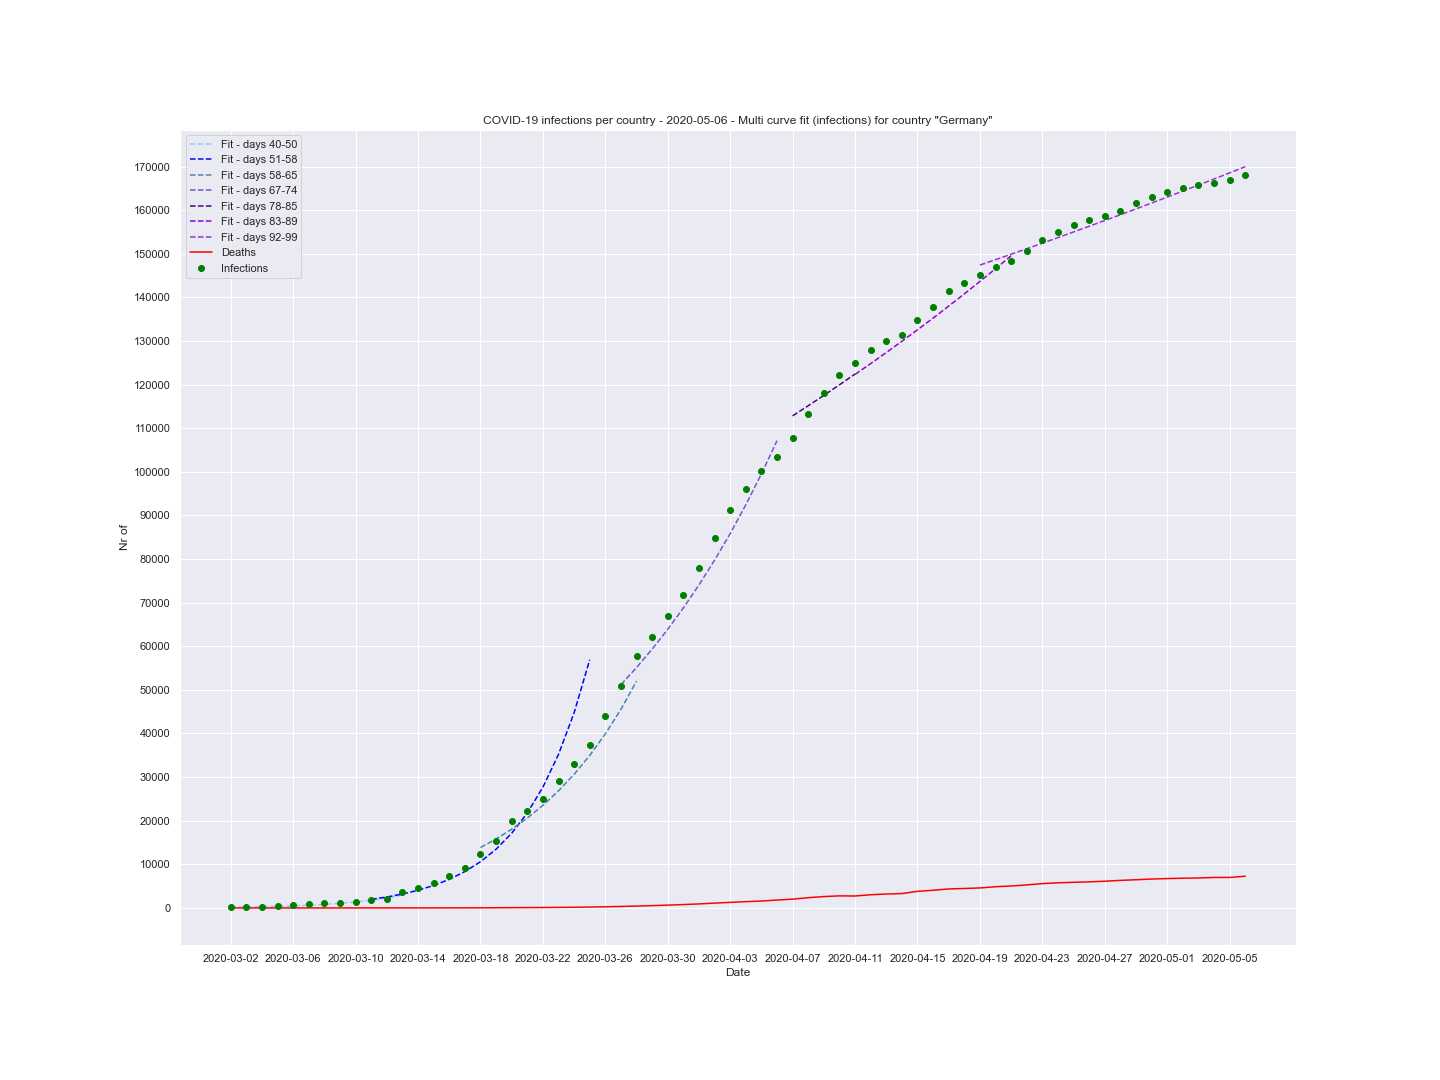 COVID-19 infections per country - 2020-05-06 - Multi curve fit (infections) for country "Germany"
Fit - days 40-50
Fit - days 51-58
Fit - days 58-65
Fit - days 67-74
Fit - days 78-85
Fit - days 83-89
Fit - days 92-99
Deaths
Infections
170000
160000
150000
140000
130000
120000
110000
100000
90000
80000
70000
60000
50000
40000
30000
20000
10000
0
Nr of
2020-03-02 2020-03-06 2020-03-10 2020-03-14 2020-03-18 2020-03-22 2020-03-26 2020-03-30 2020-04-03 2020-04-07 2020-04-11 2020-04-15 2020-04-19 2020-04-23 2020-04-27 2020-05-01 2020-05-05
Date